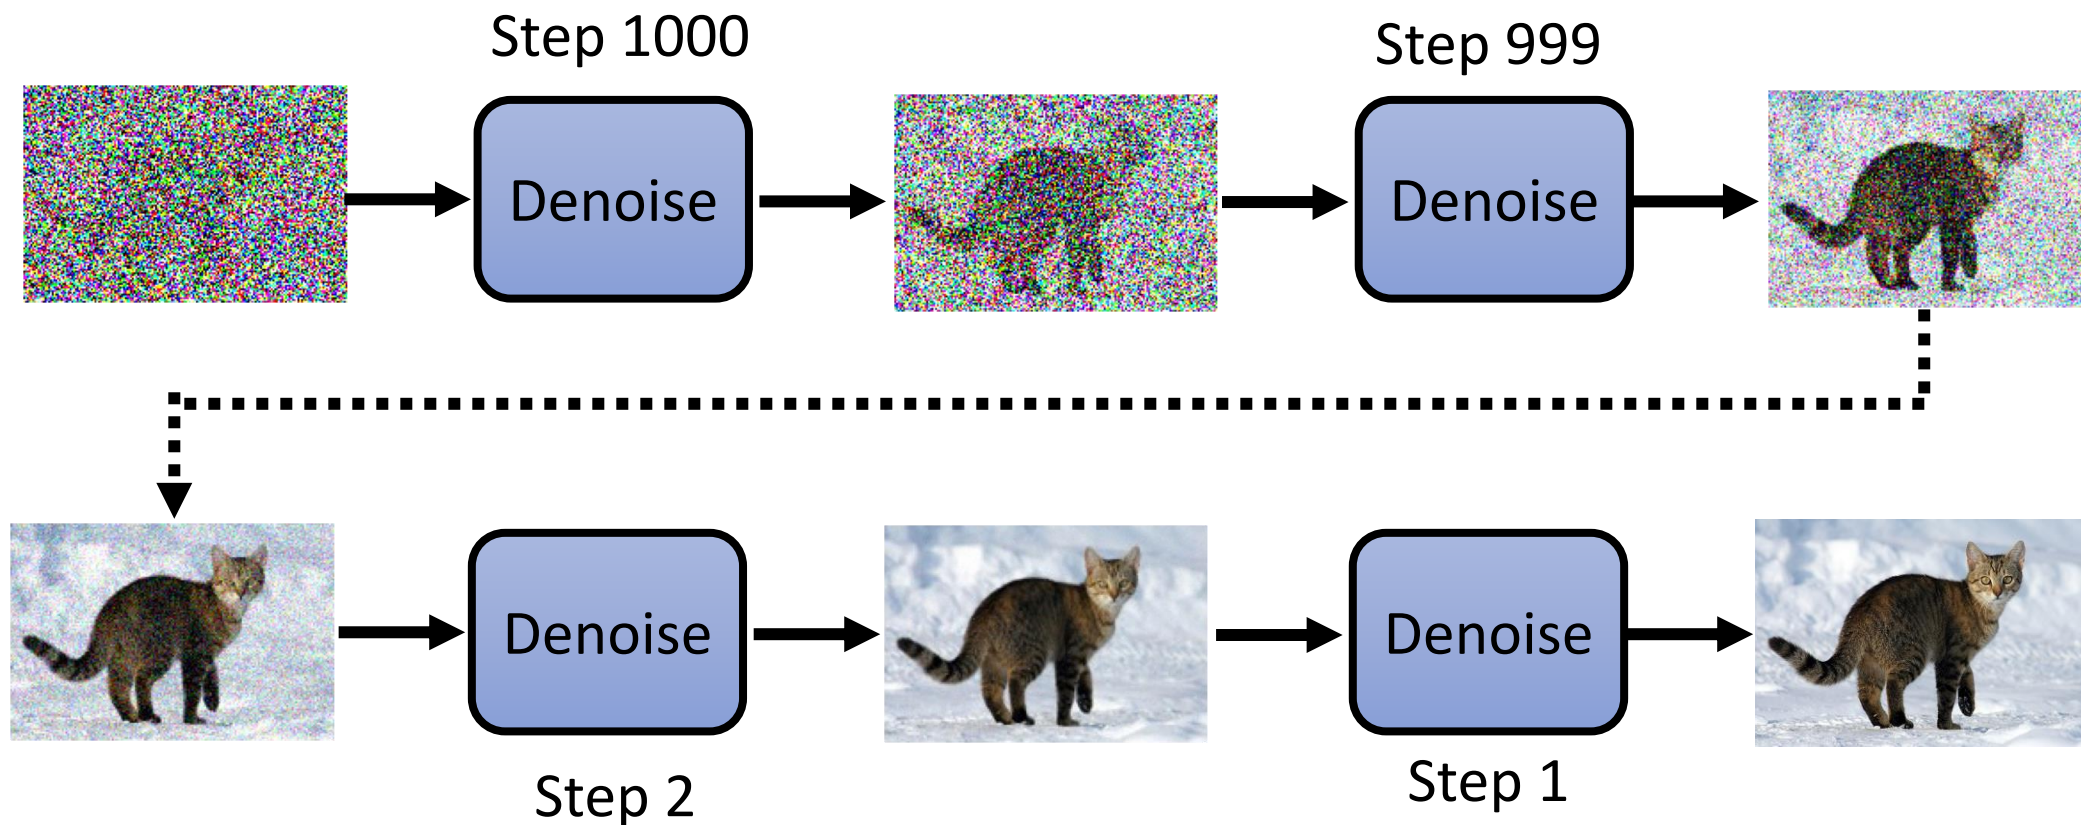 Step 1000
Step 999
Denoise
Denoise
Denoise
Denoise
Step 2
Step 1